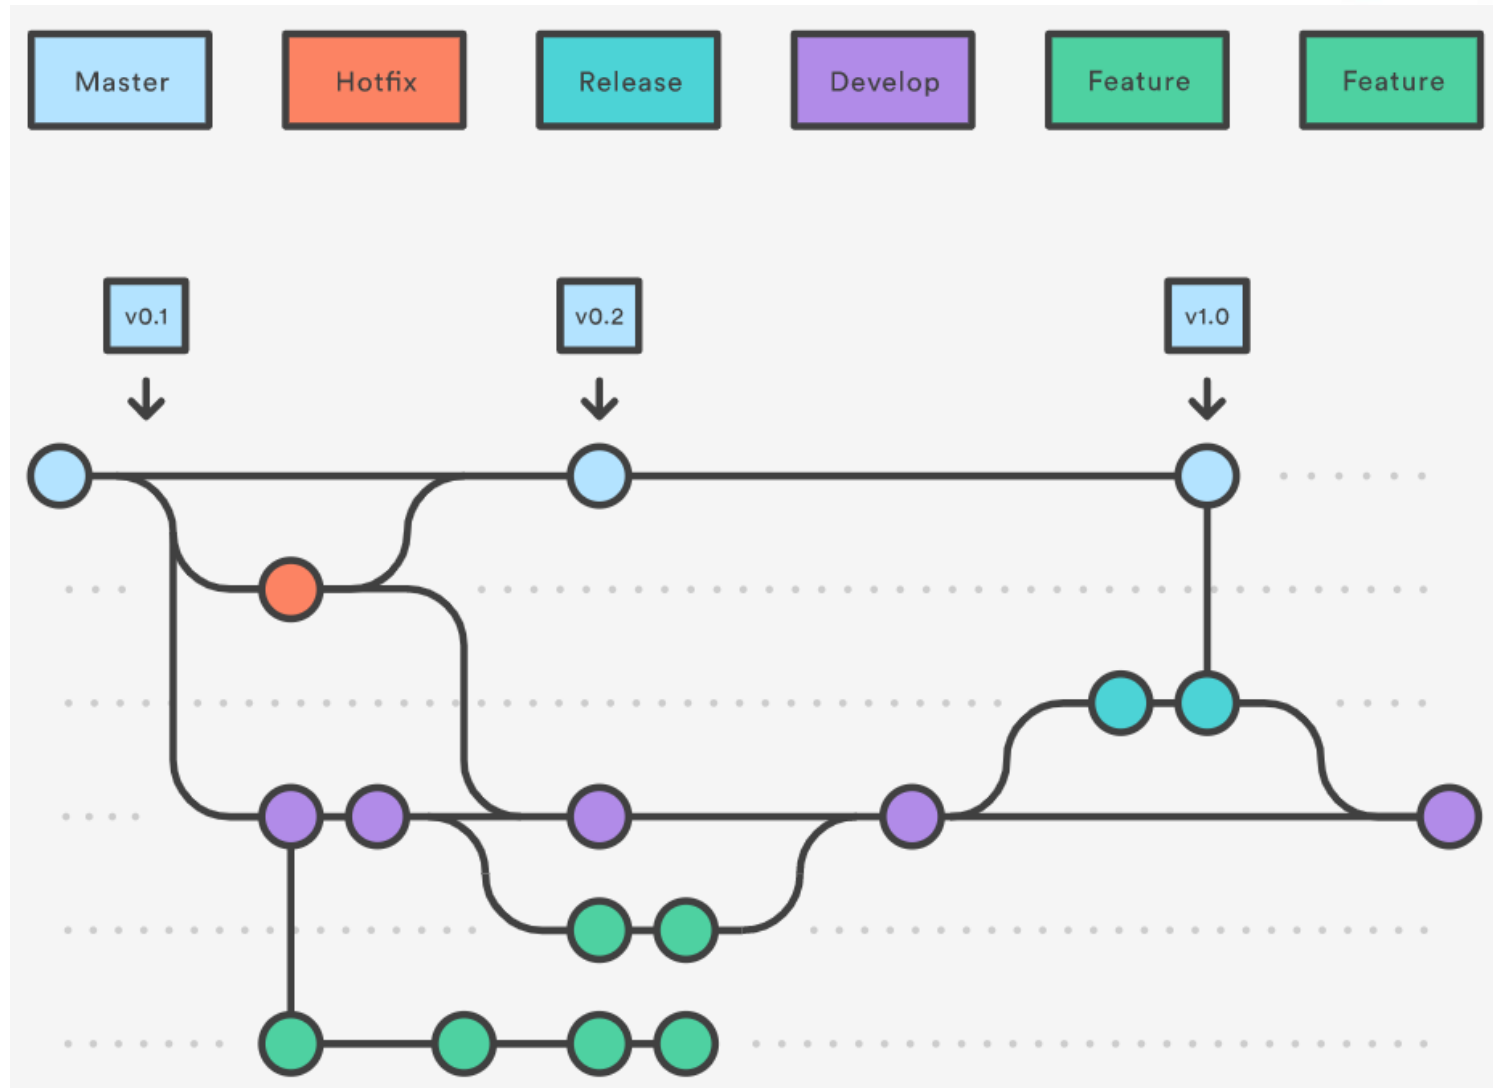 Master
Hotfix
Release
Develop
Feature
Feature
v0.1
v0.2
v1.0